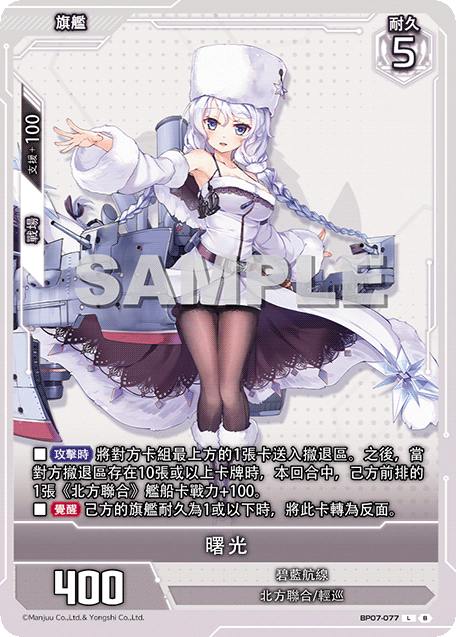 旗艦
耐久
5
支援+ 100
戰場
SAMPLE
■ 攻擊時 將對方卡組最上方的1張卡送入撤退區。之後，當
對方撤退區存在10張或以上卡牌時，本回合中，己方前排的
1張《北方聯合》艦船卡戰力+100。
■ 覺醒 己方的旗艦耐久為1或以下時，將此卡轉為反面。
曙光
400
碧藍航線
北方聯合/輕巡
©Manjuu Co.,Ltd.& Yongshi Co.,Ltd.
BP07-077 L B